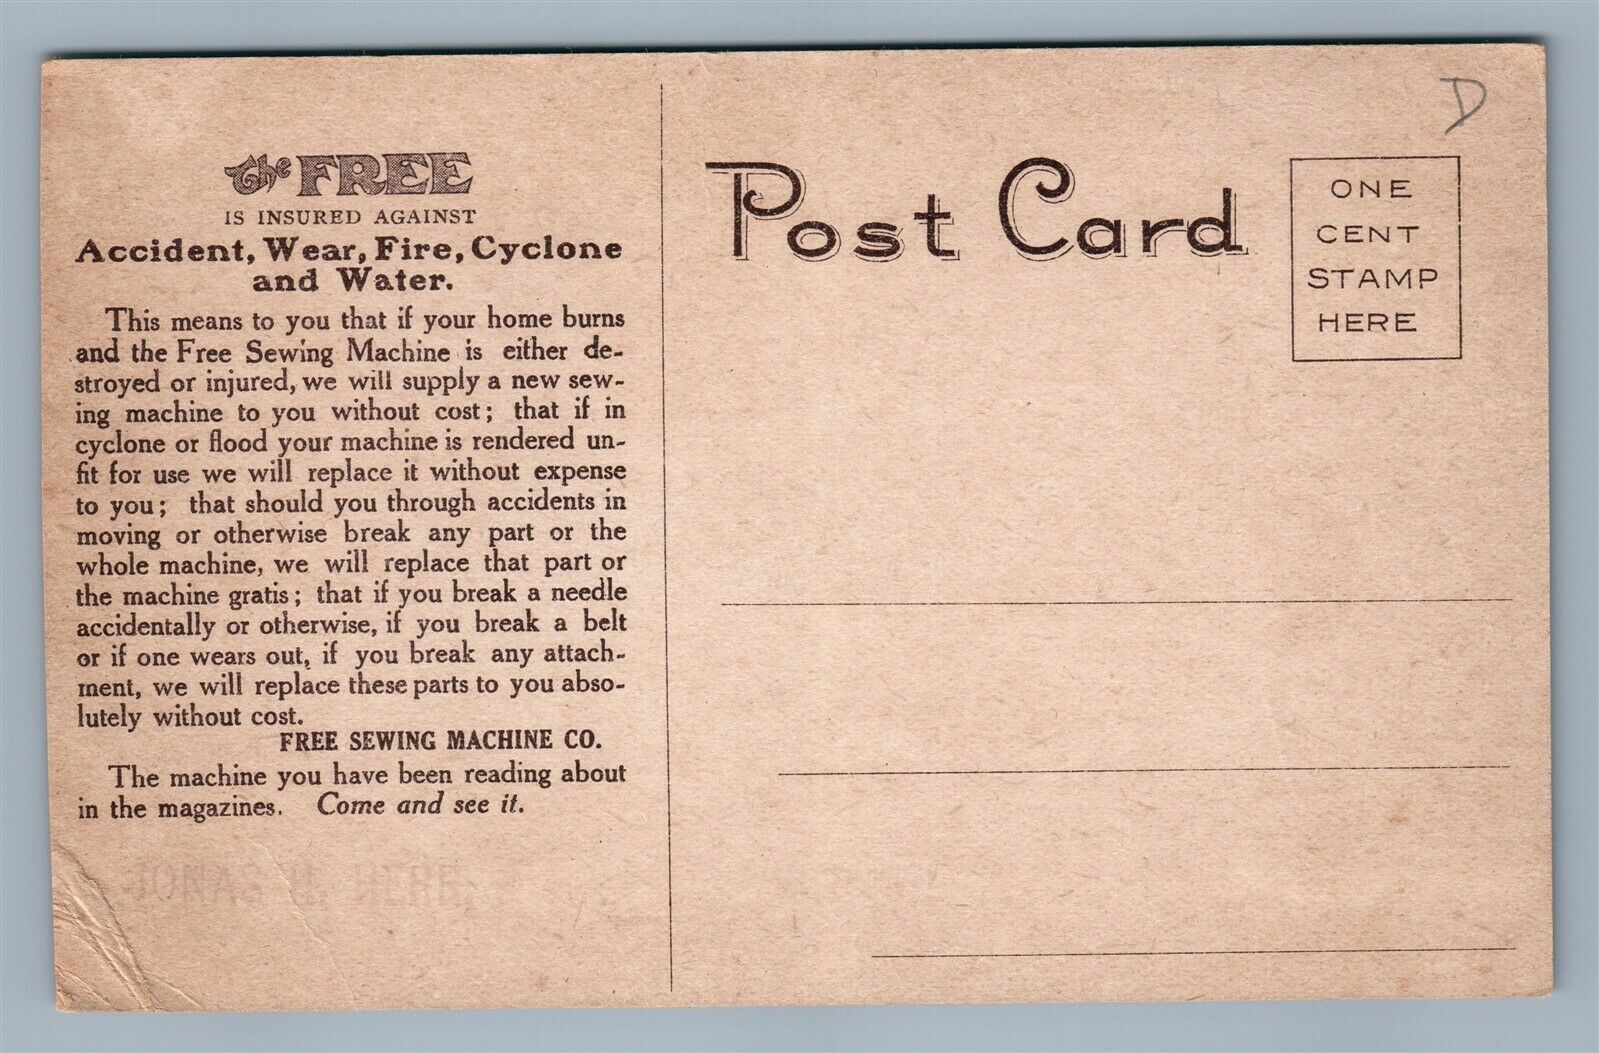 The FREE
IS INSURED AGAINST
Accident, Wear, Fire, Cyclone
and Water.
This means to you that if your home burns
and the Free Sewing Machine is either de-
stroyed or injured, we will supply a new sew-
ing machine to you without cost; that if in
cyclone or flood your machine is rendered un-
fit for use we will replace it without expense
to you; that should you through accidents in
moving or otherwise break any part or the
whole machine, we will replace that part or
the machine gratis; that if you break a needle
accidentally or otherwise, if you break a belt
or if one wears out, if you break any attach-
ment, we will replace these parts to you abso-
lutely without cost.
FREE SEWING MACHINE CO.
The machine you have been reading about
in the magazines. Come and see it.
JONAS H. HERR,
Post Card
ONE
CENT
STAMP
HERE
D